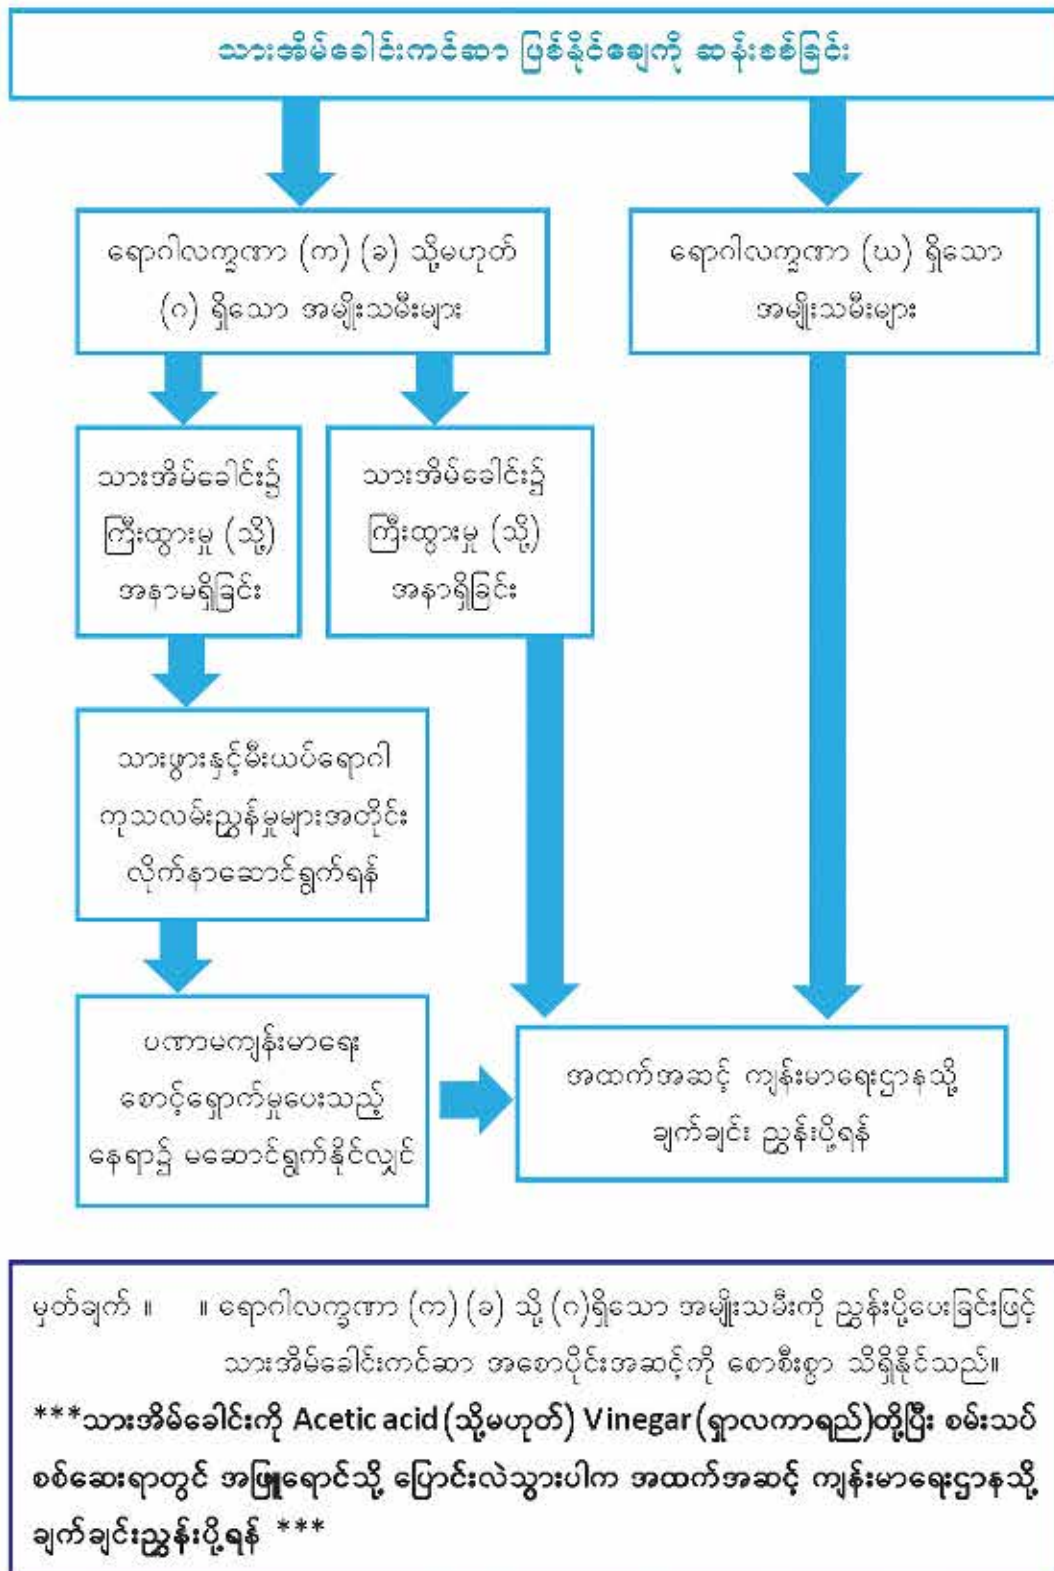 သားအိမ်ခေါင်းကင်ဆာ ဖြစ်နိုင်ချေကို ဆန်းစစ်ခြင်း
ရောဂါလက္ခဏာ (က) (ခ) သို့မဟုတ်
(ဂ) ရှိသော အမျိုးသမီးများ
ရောဂါလက္ခဏာ (ဃ) ရှိသော
အမျိုးသမီးများ
သားအိမ်ခေါင်း၌
ကြီးထွားမှု (သို့)
အနာမရှိခြင်း
သားအိမ်ခေါင်း၌
ကြီးထွားမှု (သို့)
အနာရှိခြင်း
သားဖွားနှင့်မီးယပ်ရောဂါ
ကုသလမ်းညွှန်မှုများအတိုင်း
လိုက်နာဆောင်ရွက်ရန်
ပဏာမကျန်းမာရေး
စောင့်ရှောက်မှုပေးသည့်
နေရာ၌ မဆောင်ရွက်နိုင်လျှင်
အထက်အဆင့် ကျန်းမာရေးဌာနသို့
ချက်ချင်း ညွှန်းပို့ရန်
မှတ်ချက် ။ ။ ရောဂါလက္ခဏာ (က) (ခ) သို့ (ဂ)ရှိသော အမျိုးသမီးကို ညွှန်းပို့ပေးခြင်းဖြင့်
သားအိမ်ခေါင်းကင်ဆာ အစောပိုင်းအဆင့်ကို စောစီးစွာ သိရှိနိုင်သည်။
***သားအိမ်ခေါင်းကို Acetic acid (သို့မဟုတ်) Vinegar (ရှာလကာရည်)တို့ပြီး စမ်းသပ်
စစ်ဆေးရာတွင် အဖြူရောင်သို့ ပြောင်းလဲသွားပါက အထက်အဆင့် ကျန်းမာရေးဌာနသို့
ချက်ချင်းညွှန်းပို့ရန် ***